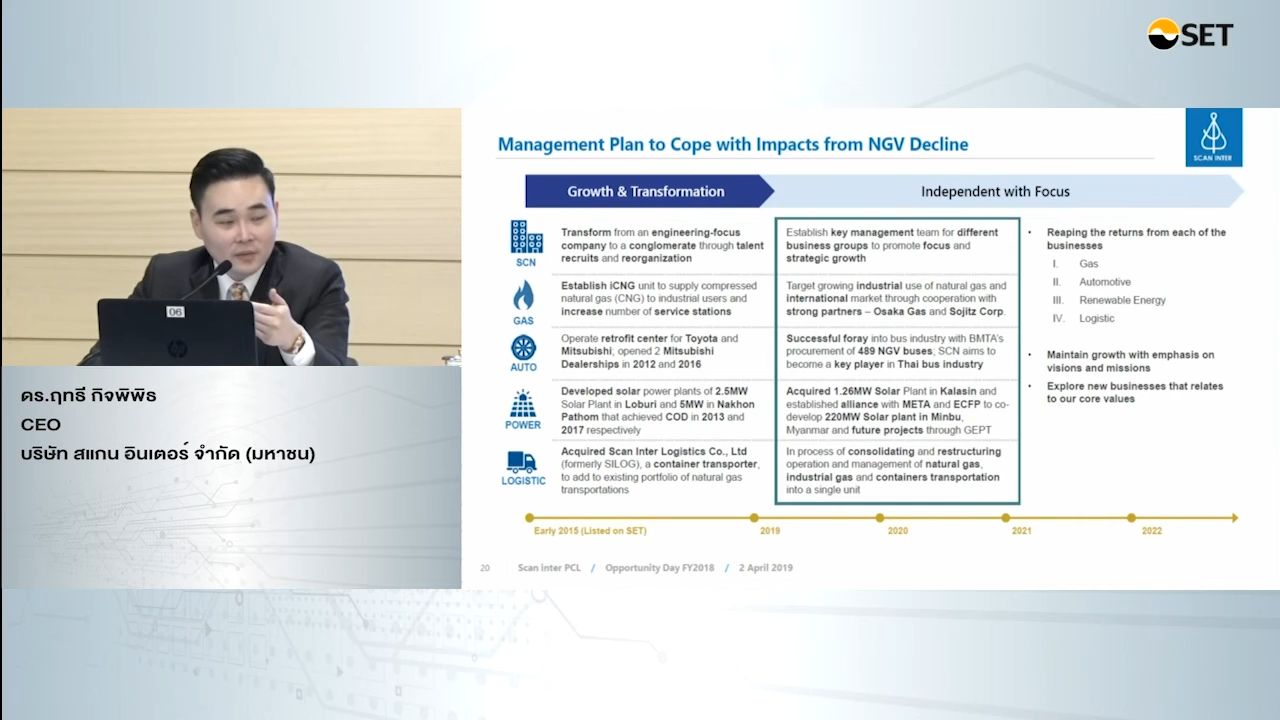 SET
SCAN INTER
Management Plan to Cope with Impacts from NGV Decline
Growth & Transformation
Independent with Focus
SCN
Transform from an engineering-focus
company to a conglomerate through talent
recruits and reorganization
Establish key management team for different
business groups to promote focus and
strategic growth
GAS
Establish iCNG unit to supply compressed
natural gas (CNG) to industrial users and
increase number of service stations
Target growing industrial use of natural gas and
international market through cooperation with
strong partners – Osaka Gas and Sojitz Corp.
AUTO
Operate retrofit center for Toyota and
Mitsubishi; opened 2 Mitsubishi
Dealerships in 2012 and 2016
Successful foray into bus industry with BMTA's
procurement of 489 NGV buses; SCN aims to
become a key player in Thai bus industry
POWER
Developed solar power plants of 2.5MW
Solar Plant in Loburi and 5MW in Nakhon
Pathom that achieved COD in 2013 and
2017 respectively
Acquired 1.26MW Solar Plant in Kalasin and
established alliance with META and ECFP to co-
develop 220MW Solar plant in Minbu,
Myanmar and future projects through GEPT
LOGISTIC
Acquired Scan Inter Logistics Co., Ltd
(formerly SILOG), a container transporter,
to add to existing portfolio of natural gas
transportations
In process of consolidating and restructuring
operation and management of natural gas,
industrial gas and containers transportation
into a single unit
• Reaping the returns from each of the
businesses
I. Gas
II. Automotive
III. Renewable Energy
IV. Logistic
• Maintain growth with emphasis on
visions and missions
• Explore new businesses that relates
to our core values
Early 2015 (Listed on SET)
2019
2020
2021
2022
20 Scan inter PCL / Opportunity Day FY2018 / 2 April 2019
06
hp
ดร.ฤทธี กิจพิพิธ
CEO
บริษัท สแกน อินเตอร์ จำกัด (มหาชน)